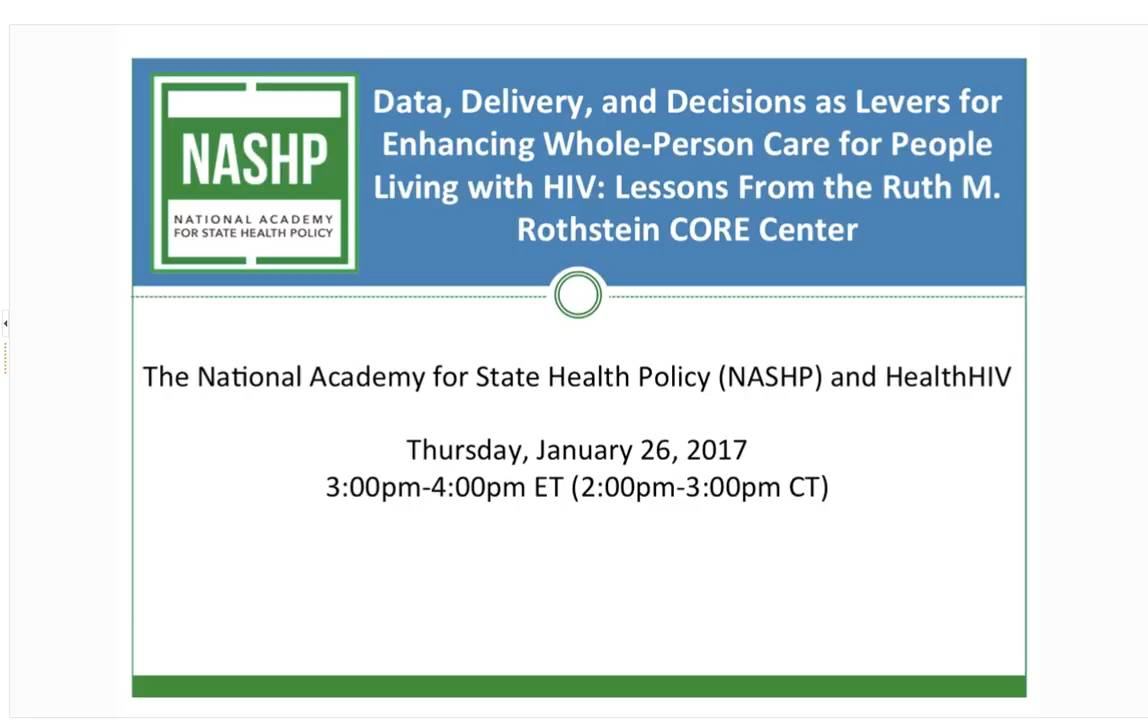 NASHP
NATIONAL ACADEMY
FOR STATE HEALTH POLICY
Data, Delivery, and Decisions as Levers for
Enhancing Whole-Person Care for People
Living with HIV: Lessons From the Ruth M.
Rothstein CORE Center
The National Academy for State Health Policy (NASHP) and HealthHIV
Thursday, January 26, 2017
3:00pm-4:00pm ET (2:00pm-3:00pm CT)